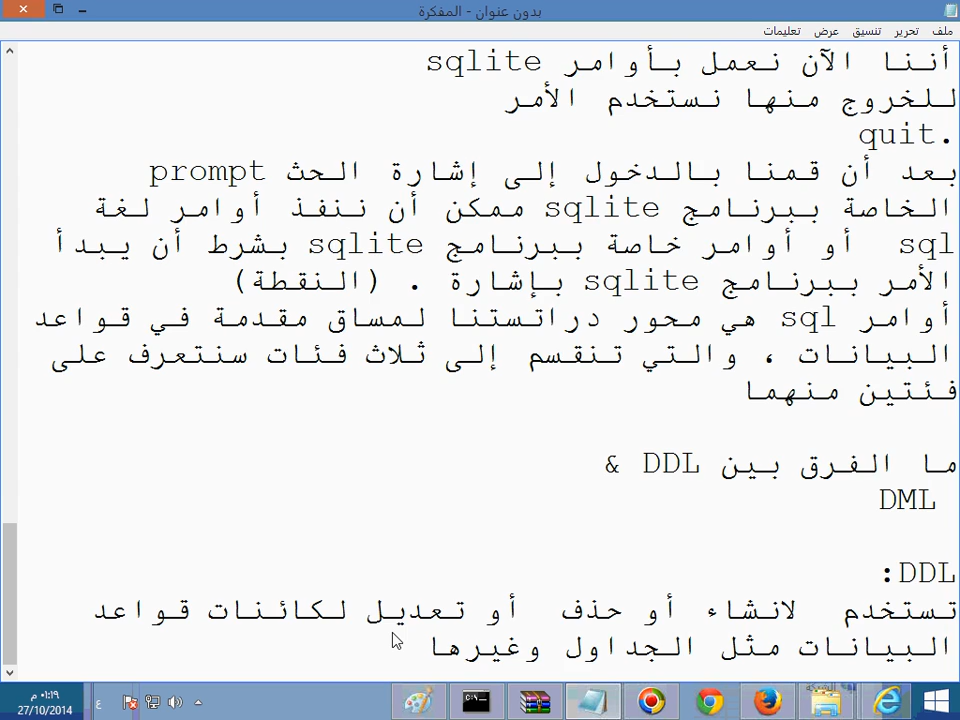 بدون عنوان - المفكرة
ملف تحرير تنسيق عرض تعليمات
أننا الآن نعمل بأوامر sqlite
للخروج منها نستخدم الأمر
.quit
بعد أن قمنا بالدخول إلى إشارة الحث prompt
الخاصة ببرنامج sqlite ممكن أن ننفذ أوامر لغة
sql أو أوامر خاصة ببرنامج sqlite بشرط أن يبدأ
الأمر ببرنامج sqlite بإشارة . (النقطة)
أوامر sql هي محور دراتستنا لمساق مقدمة في قواعد
البيانات ، والتي تنقسم إلى ثلاث فئات سنتعرف على
فئتين منهما
ما الفرق بين DDL &
DML
DDL:
تستخدم لانشاء أو حذف أو تعديل لكائنات قواعد
البيانات مثل الجداول وغيرها
ع
٠١:١٩ م
27/10/2014